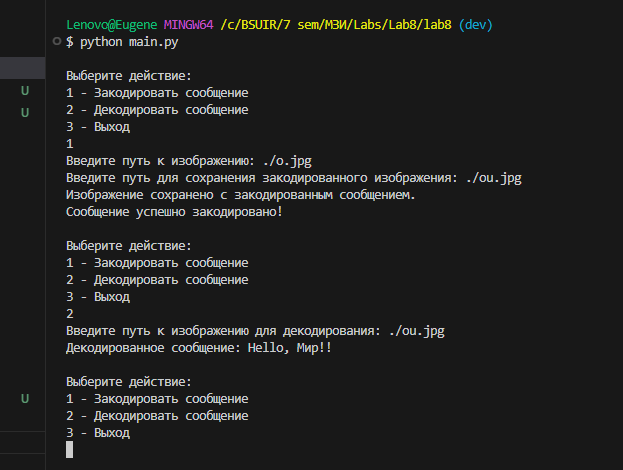 Lenovo@Eugene MINGW64 /c/BSUIR/7 sem/МЗИ/Labs/Lab8/lab8 (dev)
$ python main.py
Выберите действие:
1 - Закодировать сообщение
U
2 - Декодировать сообщение
U
3 - Выход
1
Введите путь к изображению: ./o.jpg
Введите путь для сохранения закодированного изображения: ./ou.jpg
Изображение сохранено с закодированным сообщением.
Сообщение успешно закодировано!
Выберите действие:
1 - Закодировать сообщение
2 - Декодировать сообщение
3 - Выход
2
Введите путь к изображению для декодирования: ./ou.jpg
Декодированное сообщение: Hello, Мир!!
Выберите действие:
U
1 - Закодировать сообщение
2 - Декодировать сообщение
3 - Выход